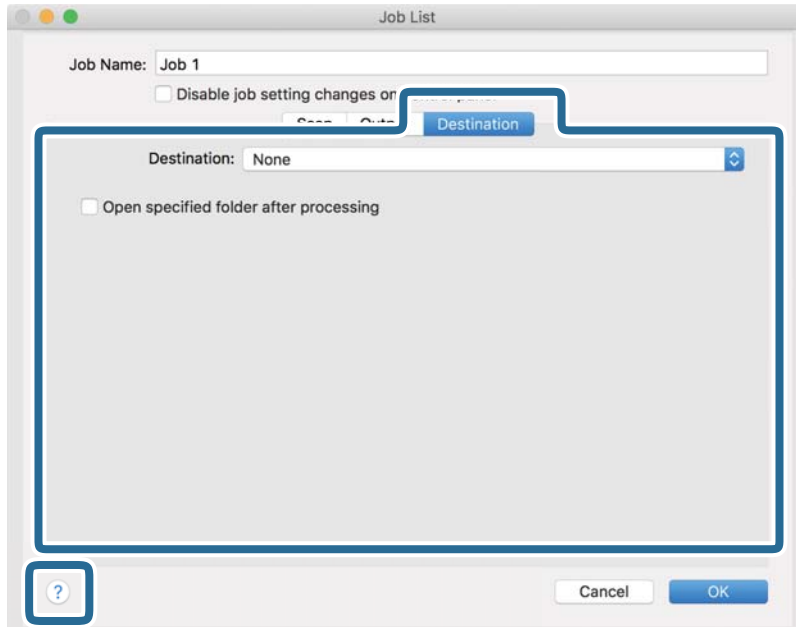 Job List
Job Name: Job 1
Disable job setting changes on
Destination
Destination: None
Open specified folder after processing
?
Cancel OK